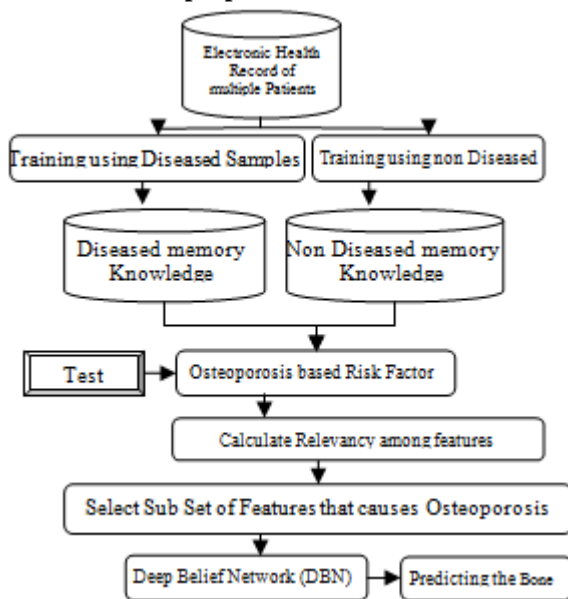 Electronic Health
Record of
multiple Patients
Training using Diseased Samples
Training using non Diseased
Diseased memory
Knowledge
Non Diseased memory
Knowledge
Test
Osteoporosis based Risk Factor
Calculate Relevancy among features
Select Sub Set of Features that causes Osteoporosis
Deep Belief Network (DBN)
Predicting the Bone